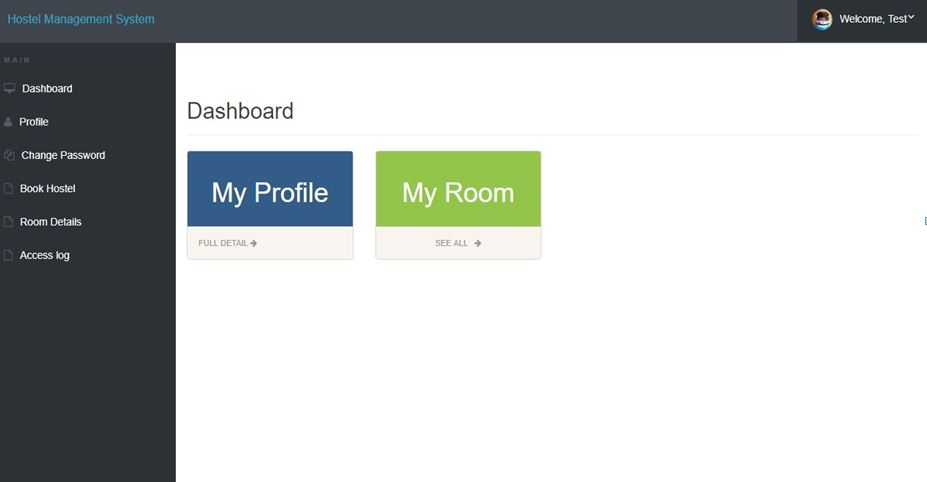 Hostel Management System
Welcome, Test
MAIN
Dashboard
Profile
Change Password
Book Hostel
Room Details
Access log
Dashboard
My Profile
FULL DETAIL
My Room
SEE ALL